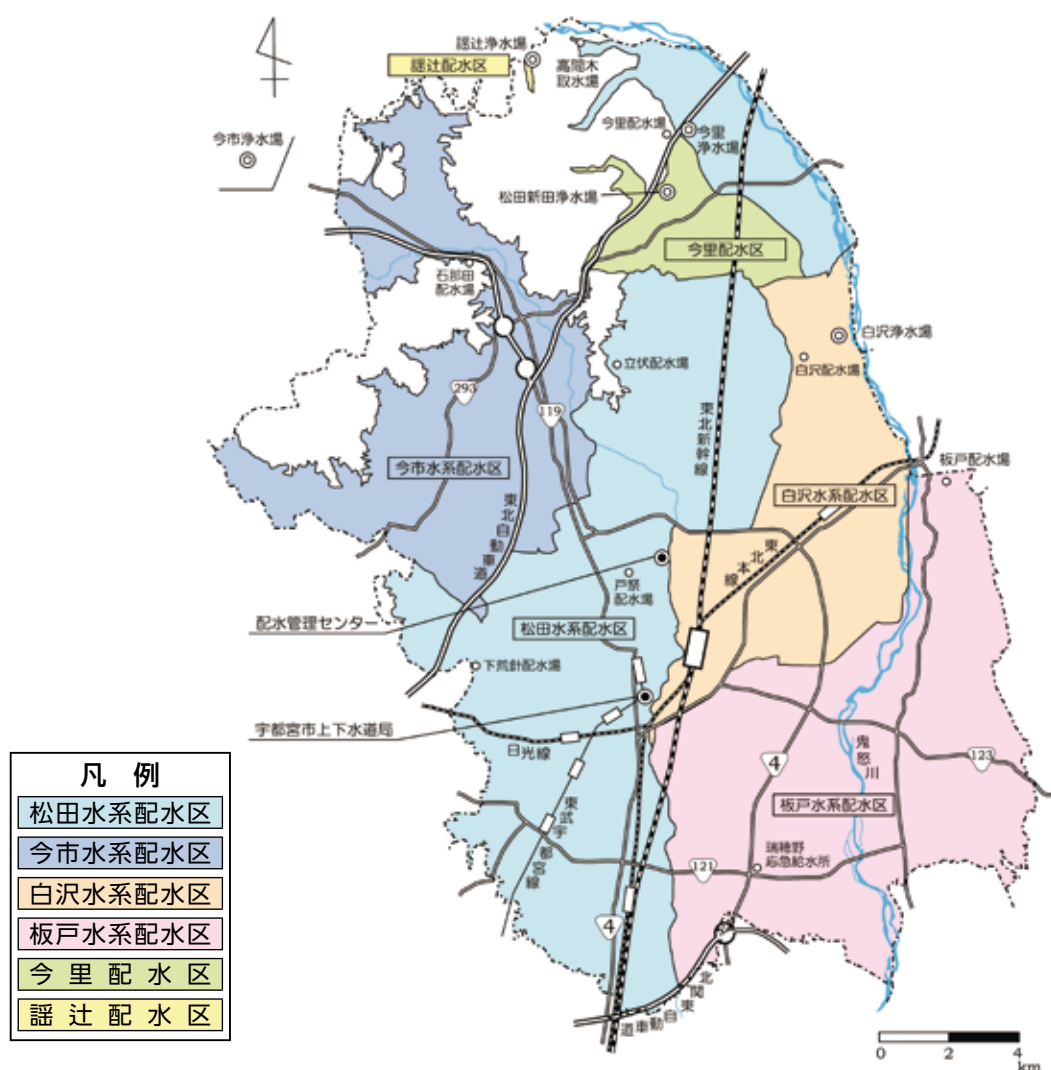 謡辻浄水場
謡辻配水区
高間木
取水場
今市浄水場
今里配水場
今里
浄水場
松田新田浄水場
今里配水区
石那田
配水場
白沢浄水場
白沢配水場
立伏配水場
293
119
東北新幹線
今市水系配水区
東北自動車道
板戸配水場
白沢水系配水区
東北本線
戸祭
配水場
配水管理センター
松田水系配水区
下荒針配水場
宇都宮市上下水道局
日光線
鬼怒川
4
123
東武宇都宮線
板戸水系配水区
瑞穂野
応急給水所
121
4
北関東自動車道
凡例
松田水系配水区
今市水系配水区
白沢水系配水区
板戸水系配水区
今里配水区
謡辻配水区
0 2 4
km